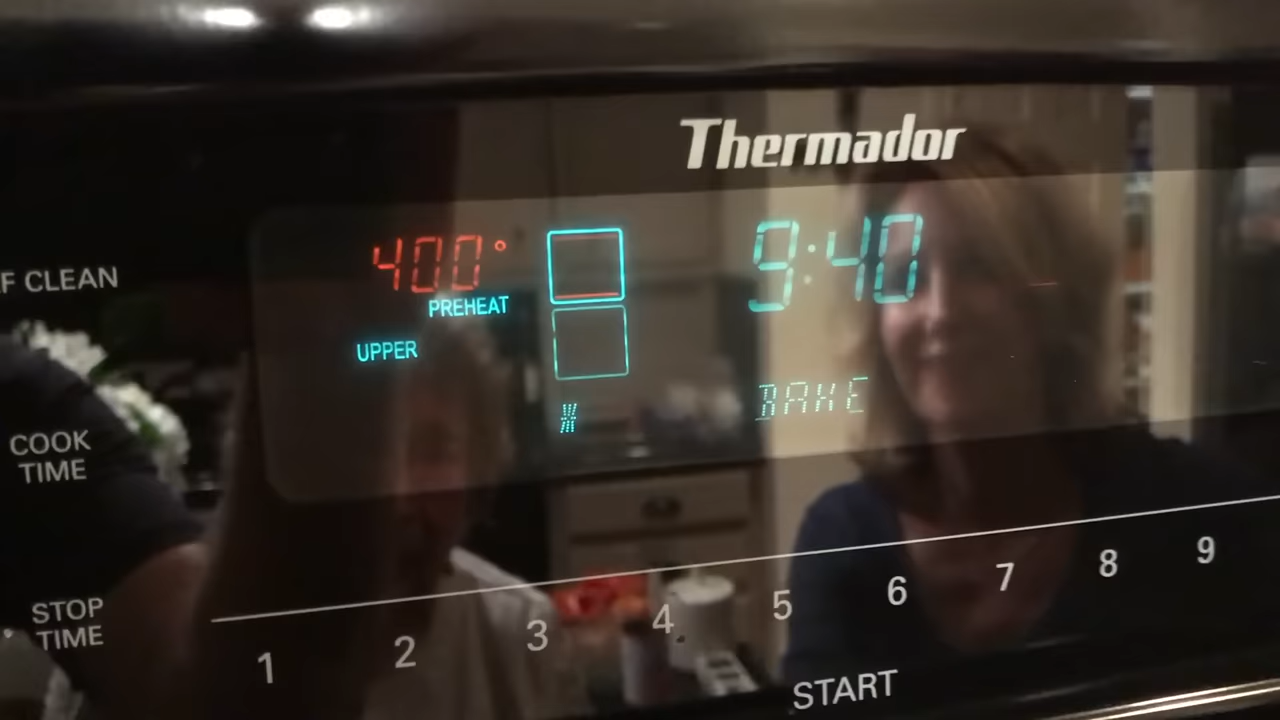 Thermador
400°
PREHEAT
UPPER
9:40
BAKE
F CLEAN
COOK
TIME
STOP
TIME
1 2 3 4 5 6 7 8 9
START